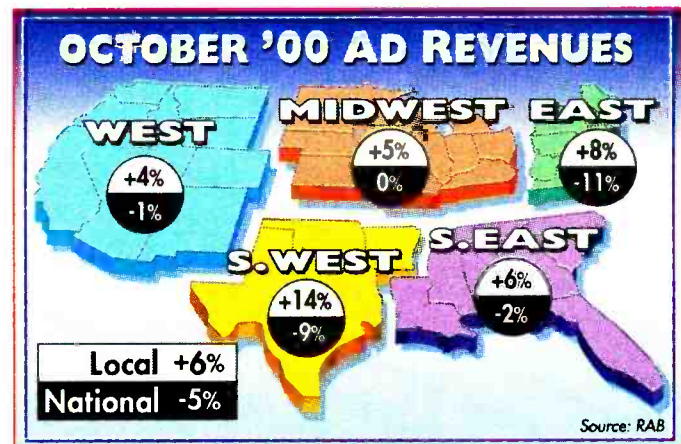 OCTOBER '00 AD REVENUES
WEST
+4%
-1%
MIDWEST
+5%
0%
EAST
+8%
-11%
S.WEST
+14%
-9%
S.EAST
+6%
-2%
Local +6%
National -5%
Source: RAB